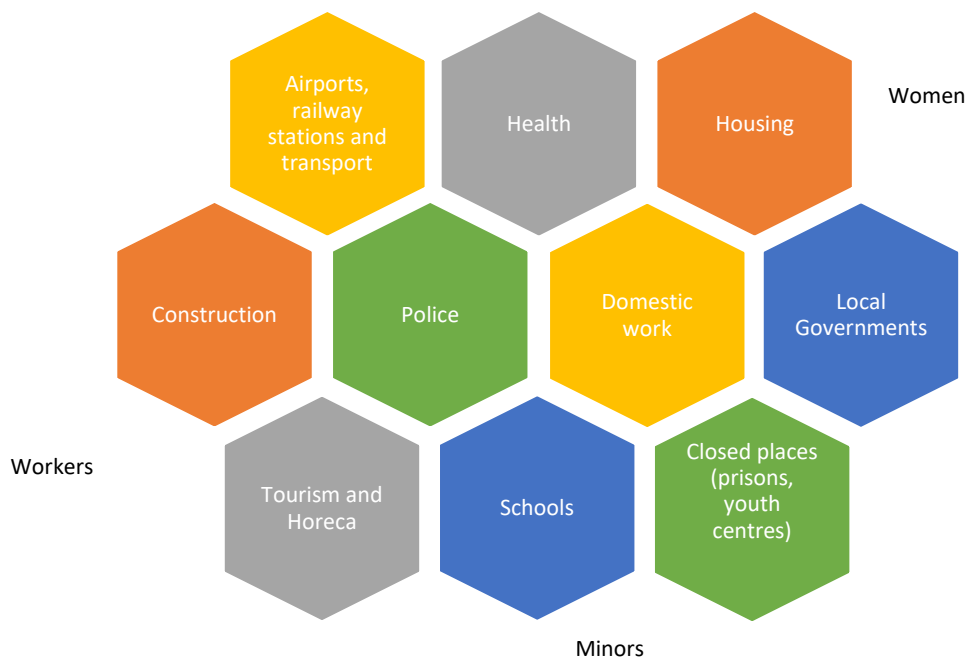 Airports,
railway
stations and
transport
Health
Housing
Women
Construction
Police
Domestic
work
Local
Governments
Workers
Tourism and
Horeca
Schools
Closed places
(prisons,
youth
centres)
Minors